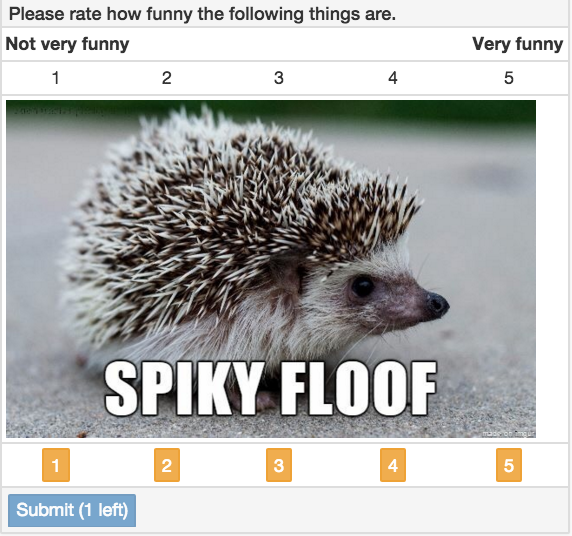 Please rate how funny the following things are.
Not very funny Very funny
1 2 3 4 5
SPIKY FLOOF
made on imgur
1 2 3 4 5
Submit (1 left)